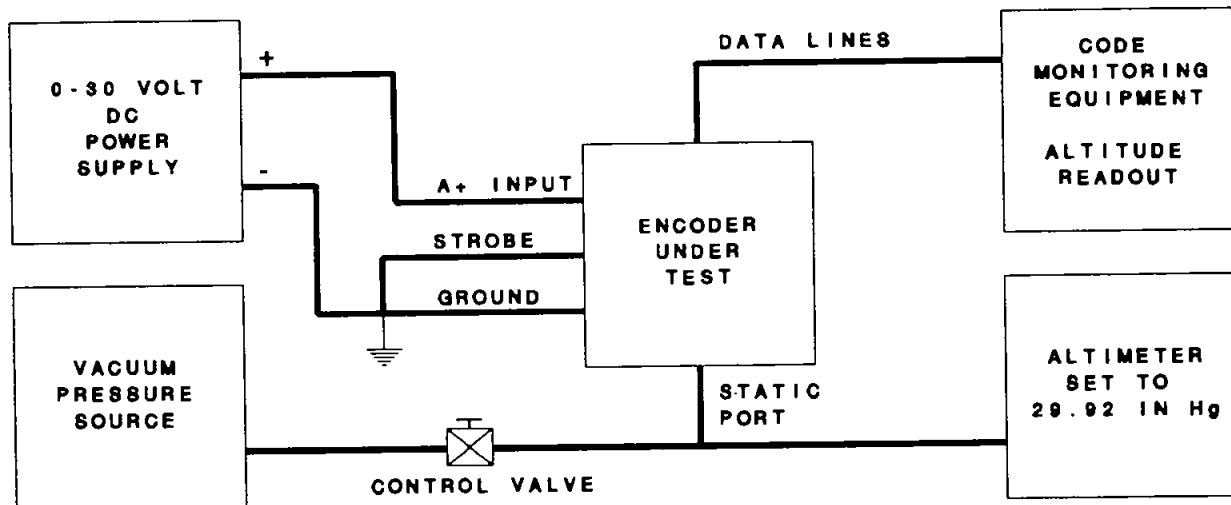 0-30 VOLT
DC
POWER
SUPPLY
+
-
A+ INPUT
STROBE
GROUND
DATA LINES
ENCODER
UNDER
TEST
CODE
MONITORING
EQUIPMENT
ALTITUDE
READOUT
VACUUM
PRESSURE
SOURCE
CONTROL VALVE
STATIC
PORT
ALTIMETER
SET TO
29.92 IN Hg